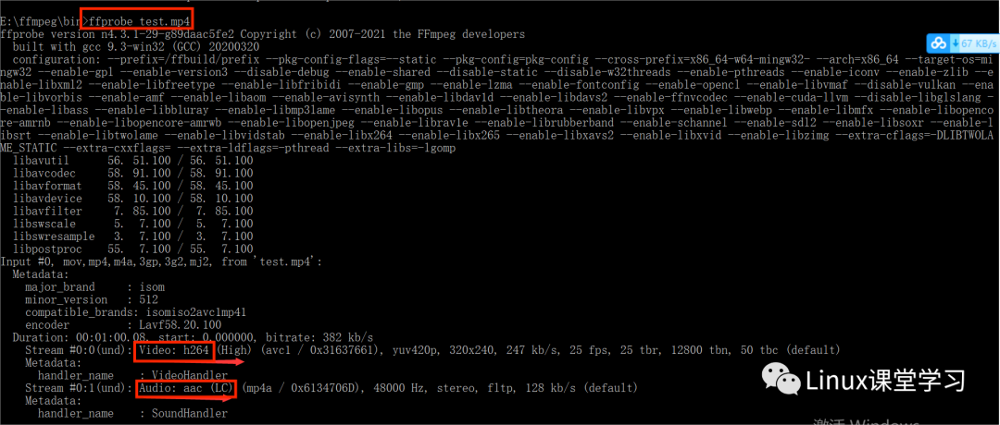 E:\ffmpeg\bin>ffprobe test.mp4
ffprobe version n4.3.1-29-g89daac5fe2 Copyright (c) 2007-2021 the FFmpeg developers
67 KB/s
built with gcc 9.3-win32 (GCC) 20200320
configuration: --prefix=/ffbuild/prefix --pkg-config-flags=--static --pkg-config=pkg-config --cross-prefix=x86_64-w64-mingw32- --arch=x86_64 --target-os=mi
ngw32 --enable-gpl --enable-version3 --disable-debug --enable-shared --disable-static --disable-w32threads --enable-pthreads --enable-iconv --enable-zlib --e
nable-libxml2 --enable-libfreetype --enable-libfribidi --enable-gmp --enable-lzma --enable-fontconfig --enable-opencl --enable-libvmaf --disable-vulkan --ena
ble-libvorbis --enable-amf --enable-libaom --enable-avisynth --enable-libdav1d --enable-libdavs2 --enable-ffnvcodec --enable-cuda-llvm --disable-libglslang -
-enable-libass --enable-libbluray --enable-libmp3lame --enable-libopus --enable-libtheora --enable-libvpx --enable-libwebp --enable-libmfx --enable-libopenco
re-amrnb --enable-libopencore-amrwb --enable-libopenjpeg --enable-librav1e --enable-librubberband --enable-schannel --enable-sdl2 --enable-libsoxr --enable-l
ibsrt --enable-libtwolame --enable-libvidstab --enable-libx264 --enable-libx265 --enable-libxavs2 --enable-libxvid --enable-libzimg --extra-cflags=-DLIBTWOLA
ME_STATIC --extra-cxxflags= --extra-ldflags=-pthread --extra-libs=-lgomp
libavutil 56. 51.100 / 56. 51.100
libavcodec 58. 91.100 / 58. 91.100
libavformat 58. 45.100 / 58. 45.100
libavdevice 58. 10.100 / 58. 10.100
libavfilter 7. 85.100 / 7. 85.100
libswscale 5. 7.100 / 5. 7.100
libswresample 3. 7.100 / 3. 7.100
libpostproc 55. 7.100 / 55. 7.100
Input #0, mov,mp4,m4a,3gp,3g2,mj2, from 'test.mp4':
Metadata:
major_brand : isom
minor_version : 512
compatible_brands: isomiso2avc1mp41
encoder : Lavf58.20.100
Duration: 00:01:00.08, start: 0.000000, bitrate: 382 kb/s
Stream #0:0(und): Video: h264 (High) (avc1 / 0x31637661), yuv420p, 320x240, 247 kb/s, 25 fps, 25 tbr, 12800 tbn, 50 tbc (default)
Metadata:
handler_name : VideoHandler
Stream #0:1(und): Audio: aac (LC) (mp4a / 0x6134706D), 48000 Hz, stereo, fltp, 128 kb/s (default)
Metadata:
handler_name : SoundHandler
Linux课堂学习
激活 Windows